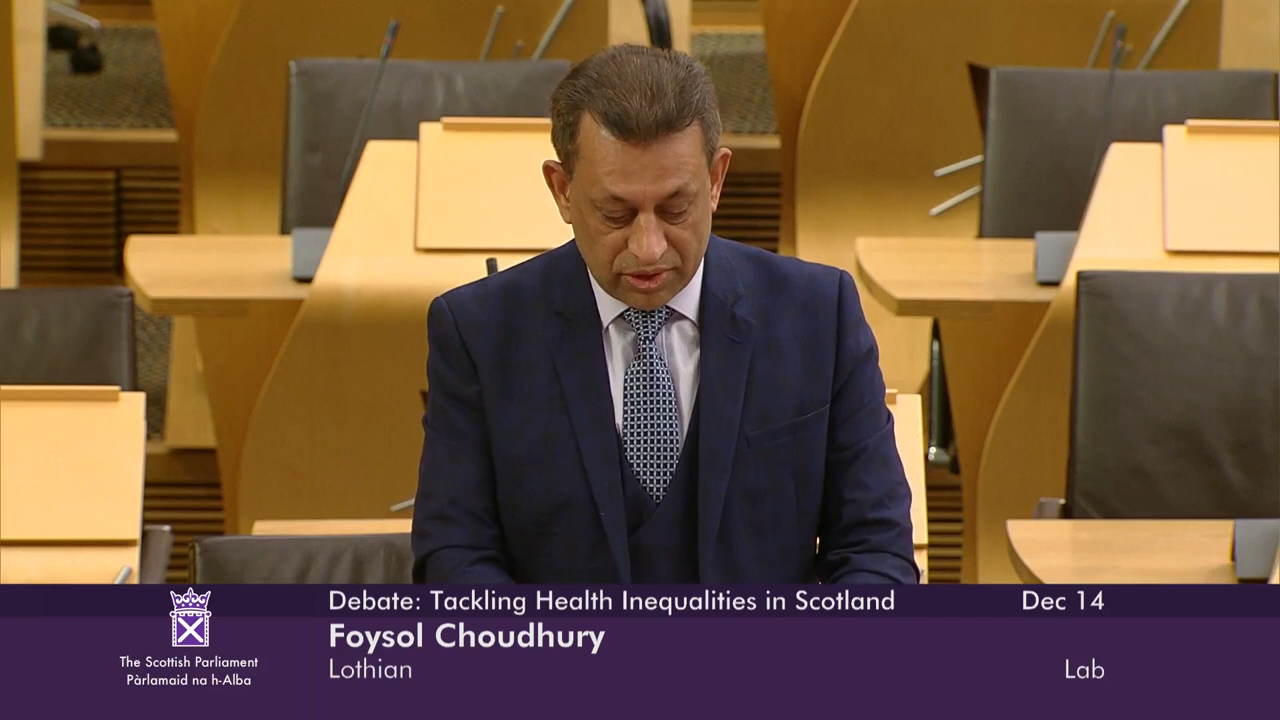 Debate: Tackling Health Inequalities in Scotland Dec 14
Foysol Choudhury
Lothian Lab
The Scottish Parliament
Pàrlamaid na h-Alba